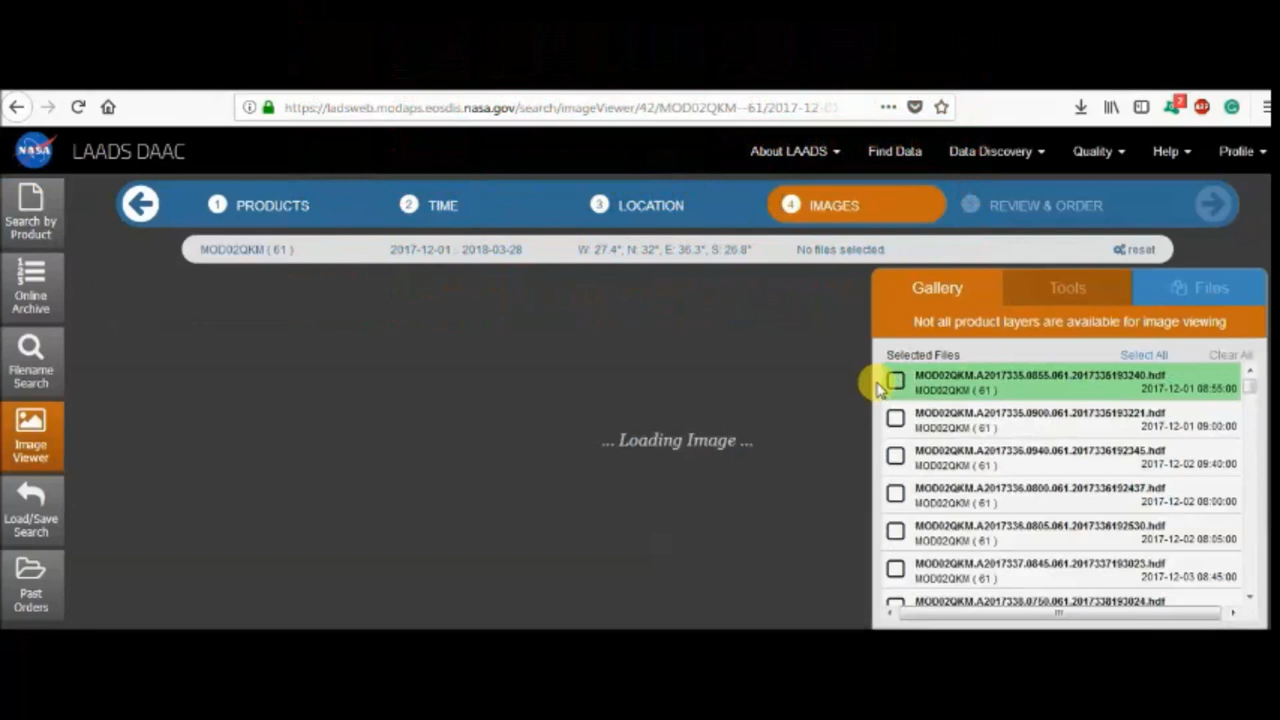 https://ladsweb.modaps.eosdis.nasa.gov/search/imageViewer/42/MOD02QKM--61/2017-12-0
7
NASA LAADS DAAC
About LAADS Find Data Data Discovery Quality Help Profile
Search by
Product
1 PRODUCTS 2 TIME 3 LOCATION 4 IMAGES REVIEW & ORDER
MOD02QKM ( 61 ) 2017-12-01 .. 2018-03-28 W: 27.4°, N: 32°, E: 36.3°, S: 26.8° No files selected reset
1 2 3
Online
Archive
Filename
Search
Image
Viewer
Load/Save
Search
Past
Orders
... Loading Image ...
Gallery Tools Files
Not all product layers are available for image viewing
Selected Files Select All Clear All
MOD02QKM.A2017335.0855.061.2017336193240.hdf
MOD02QKM ( 61 ) 2017-12-01 08:55:00
MOD02QKM.A2017335.0900.061.2017336193221.hdf
MOD02QKM ( 61 ) 2017-12-01 09:00:00
MOD02QKM.A2017336.0940.061.2017336192345.hdf
MOD02QKM ( 61 ) 2017-12-02 09:40:00
MOD02QKM.A2017336.0800.061.2017336192437.hdf
MOD02QKM ( 61 ) 2017-12-02 08:00:00
MOD02QKM.A2017336.0805.061.2017336192530.hdf
MOD02QKM ( 61 ) 2017-12-02 08:05:00
MOD02QKM.A2017337.0845.061.2017337193023.hdf
MOD02QKM ( 61 ) 2017-12-03 08:45:00
MOD02QKM.A2017338.0750.061.2017338193024.hdf